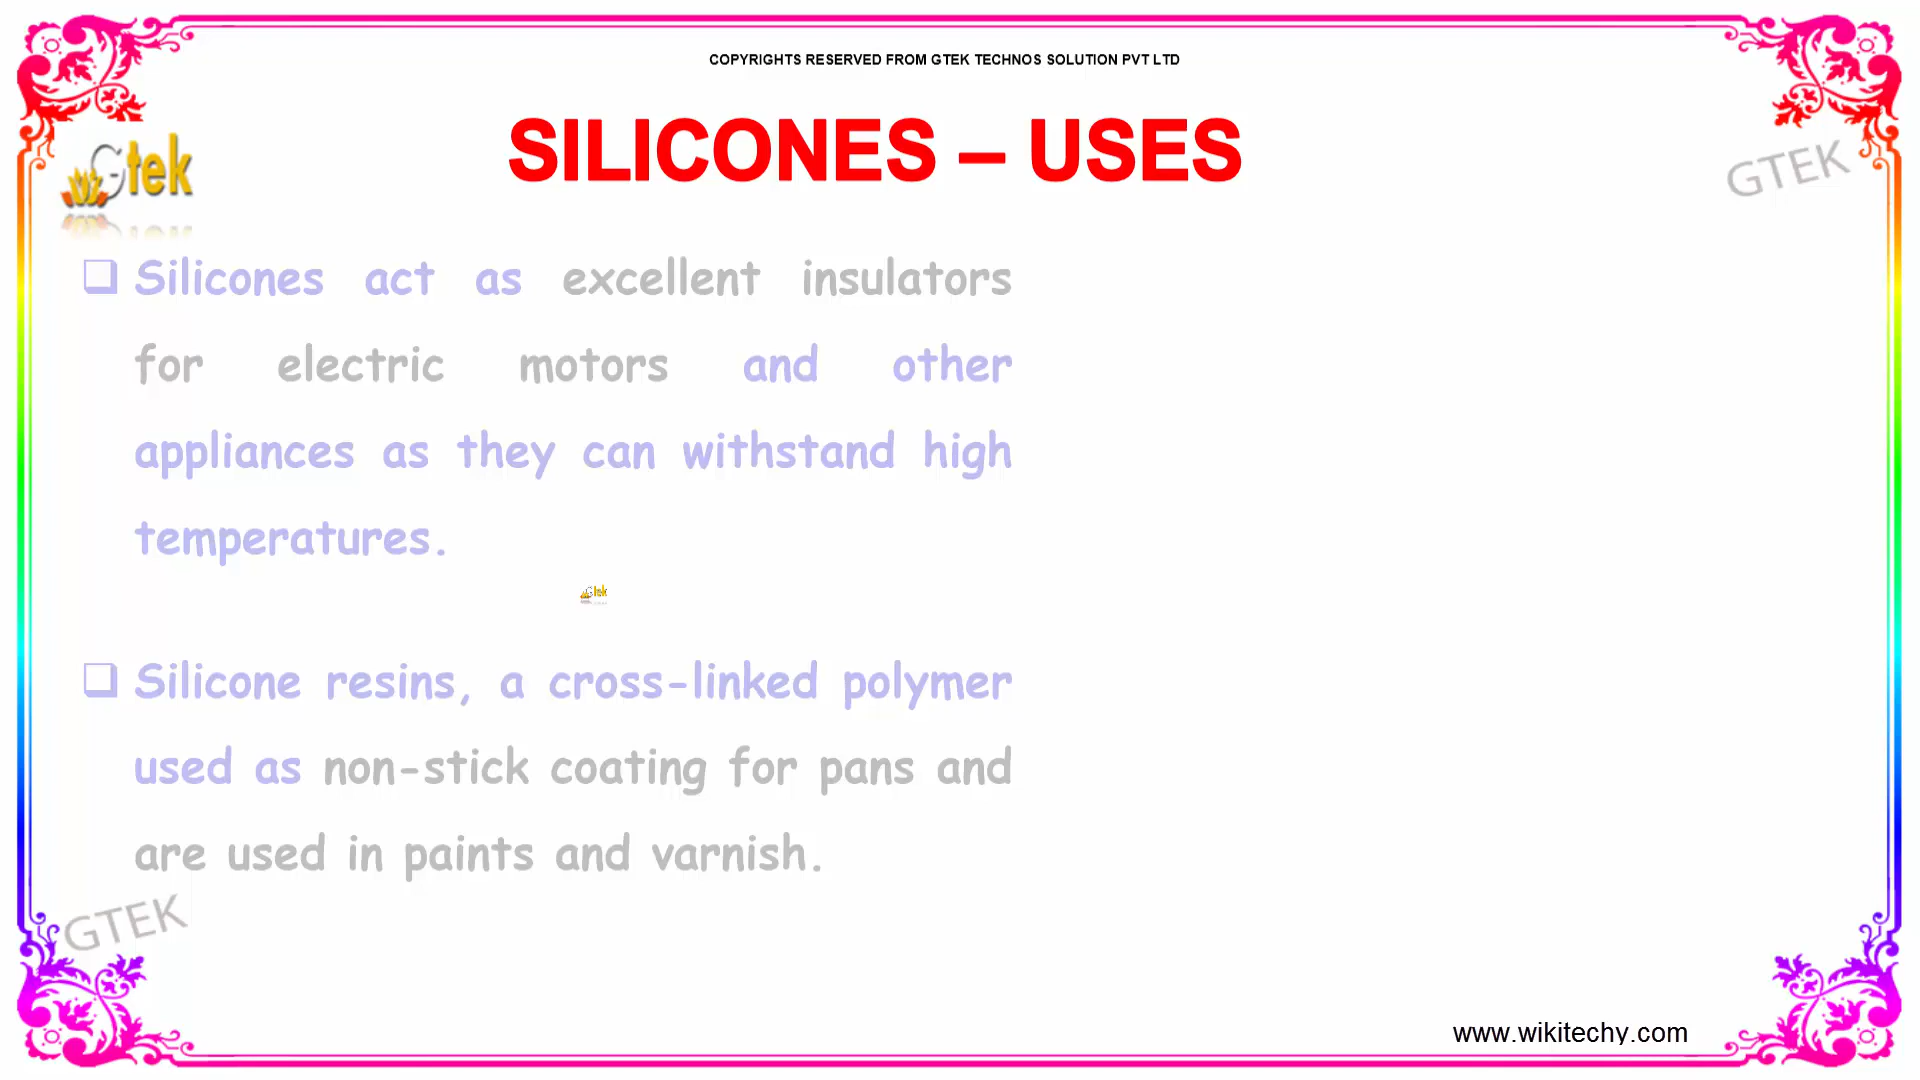 COPYRIGHTS RESERVED FROM GTEK TECHNOS SOLUTION PVT LTD
SILICONES – USES
Gtek
GTEK
❑ Silicones act as excellent insulators
for electric motors and other
appliances as they can withstand high
temperatures.
Gtek
❑ Silicone resins, a cross-linked polymer
used as non-stick coating for pans and
are used in paints and varnish.
GTEK
www.wikitechy.com